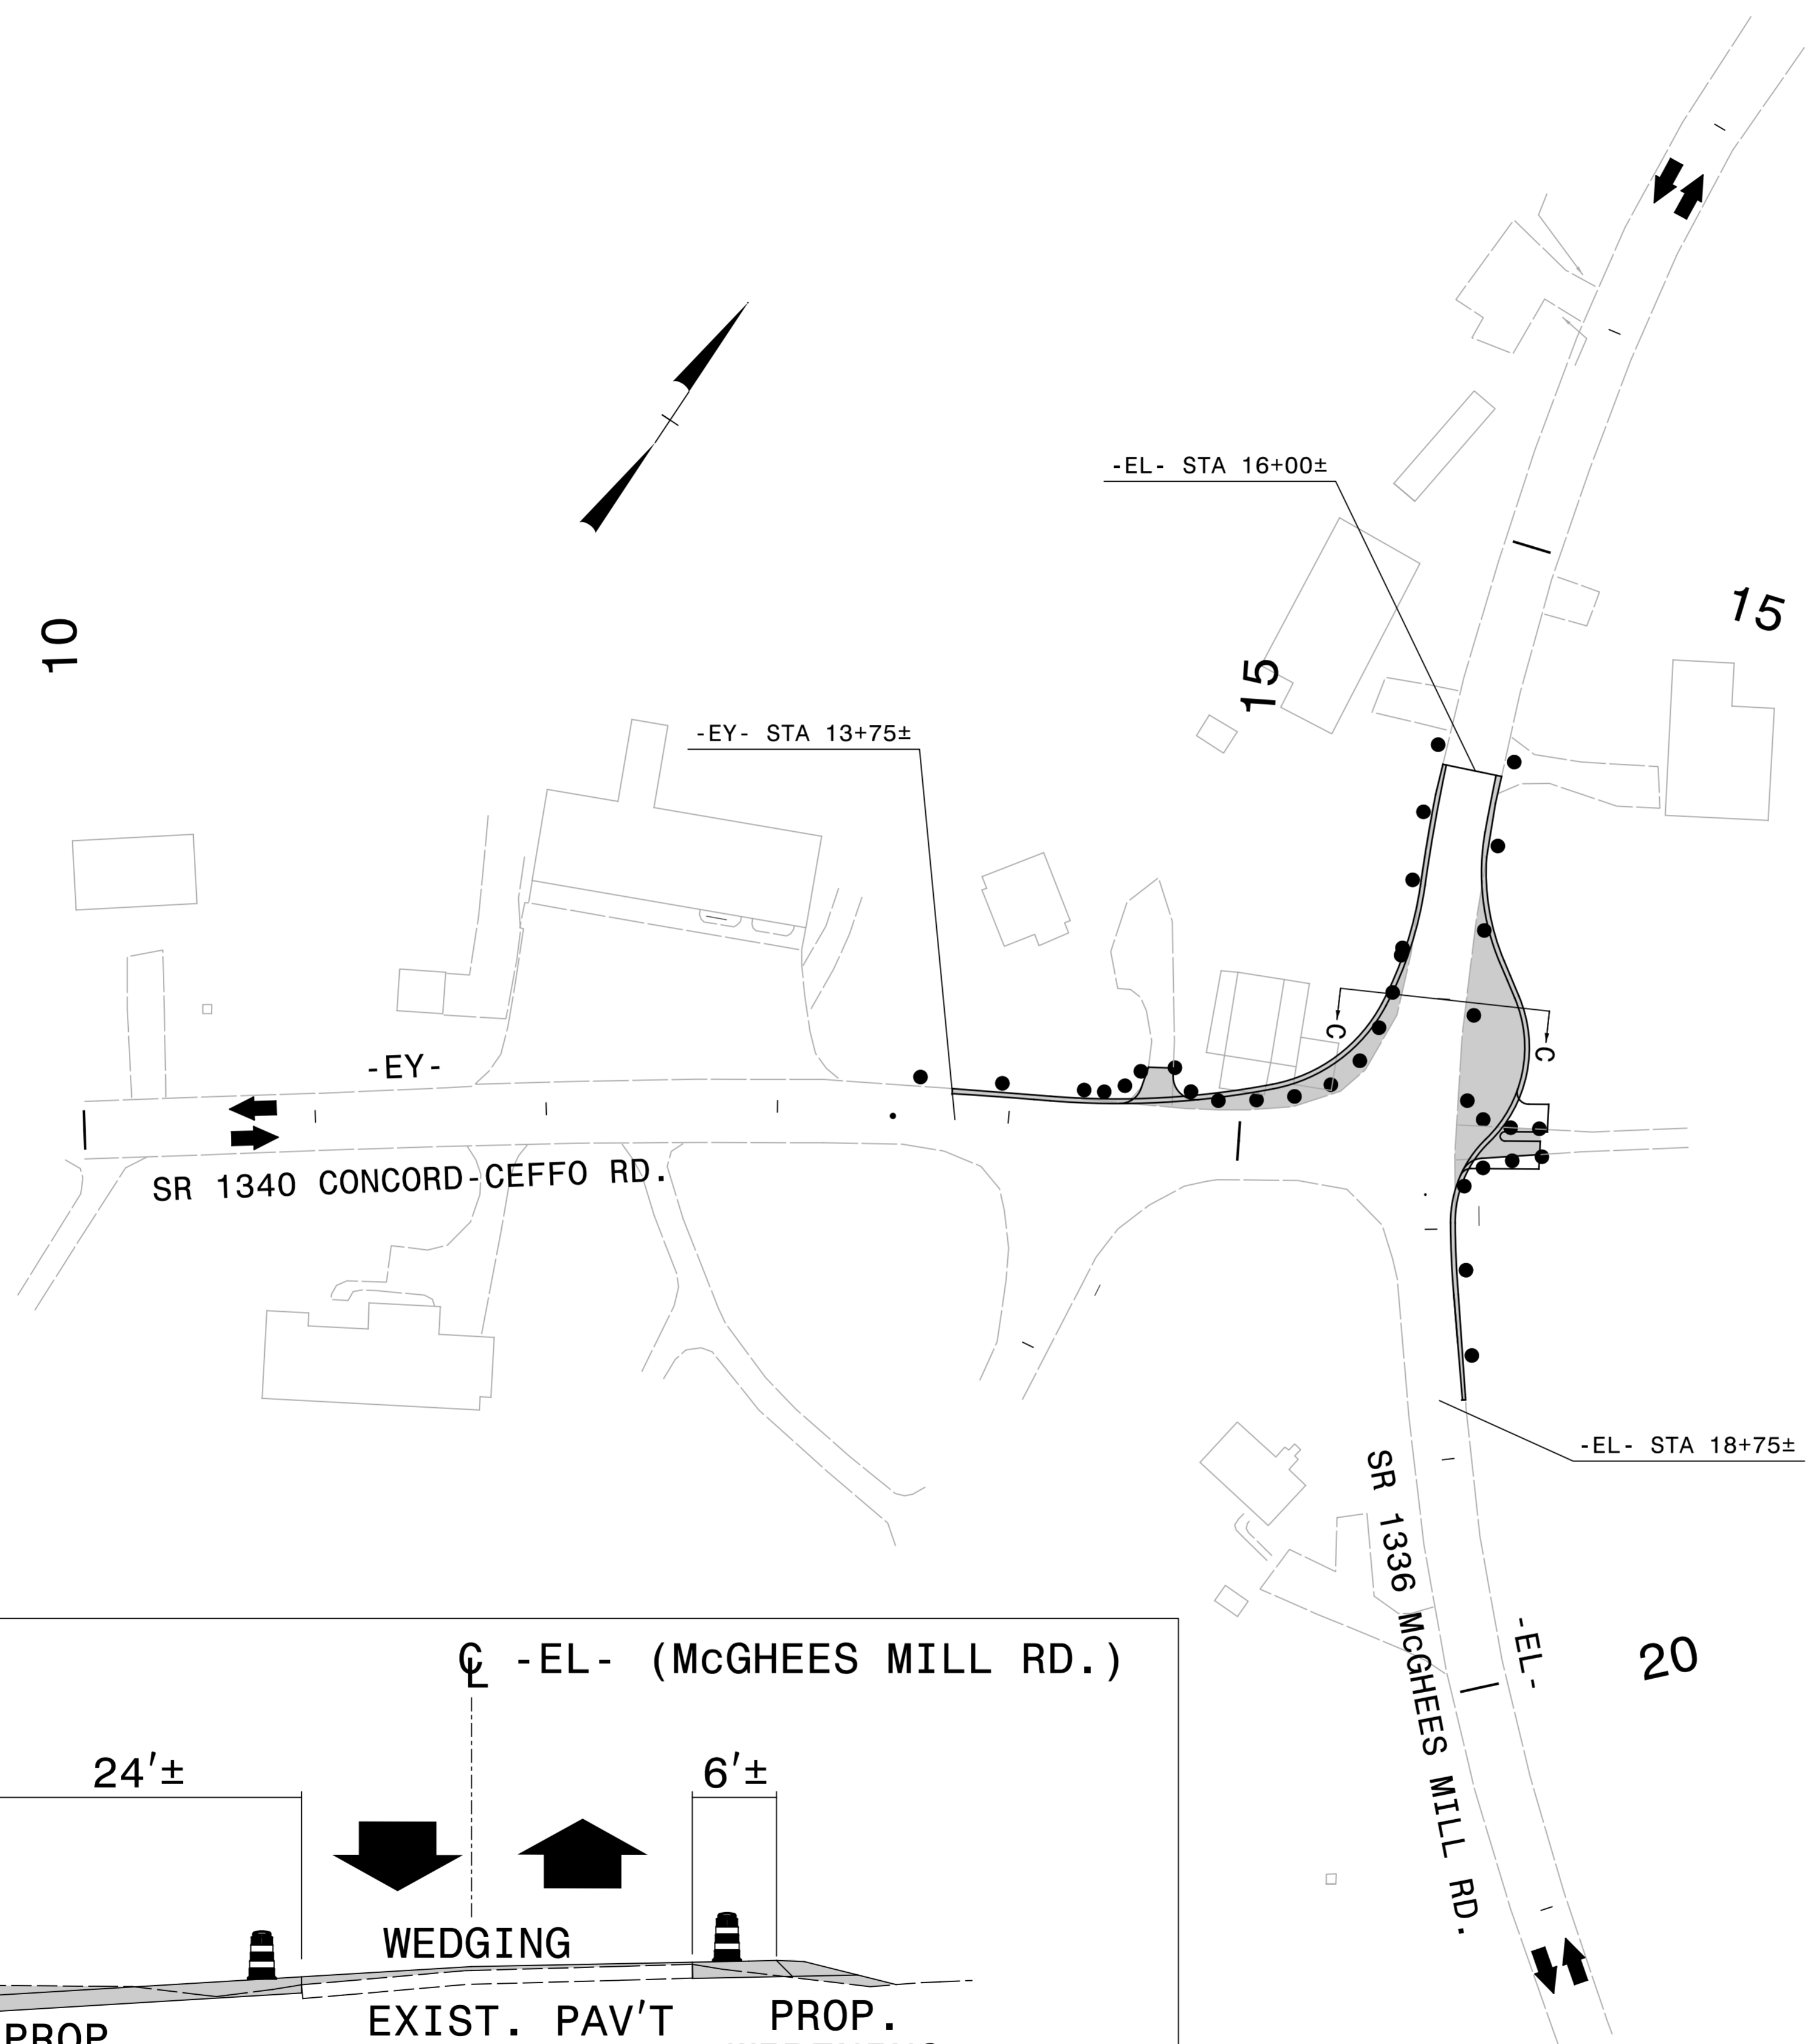 -EL- STA 16+00±
10
15
15
-EY- STA 13+75±
C
C
-EY-
SR 1340 CONCORD-CEFFO RD.
-EL- STA 18+75±
SR 1336 McGHEES MILL RD.
-EL-
20
℄ -EL- (McGHEES MILL RD.)
24'±
6'±
WEDGING
EXIST. PAV'T
PROP.
PROP